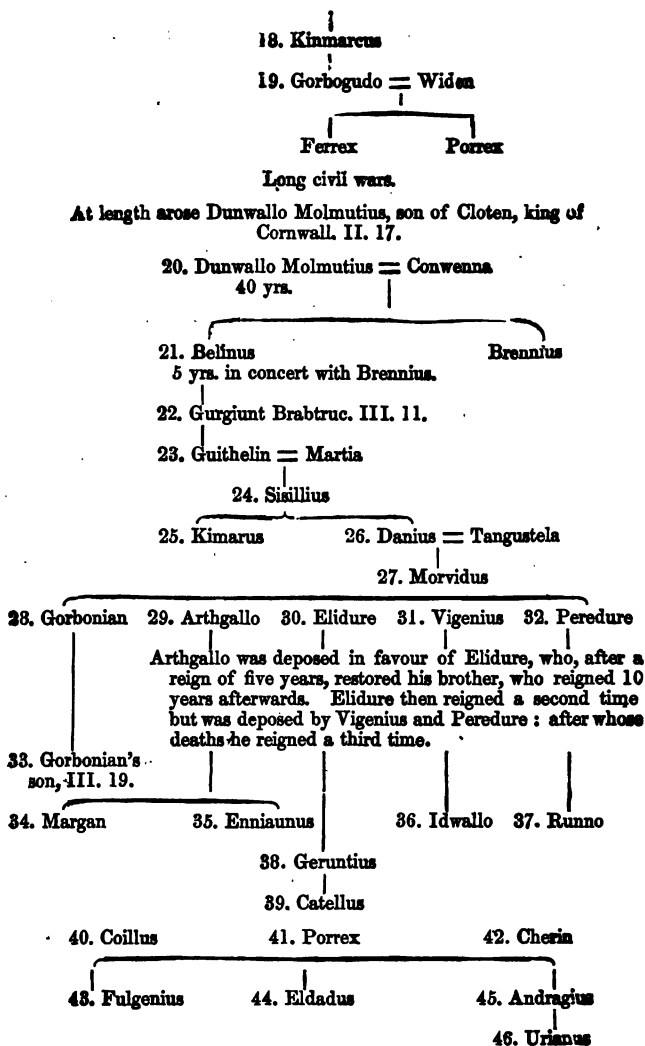 18. Kinmarcus
19. Gorbogudo = Widen
Ferrex Porrex
Long civil wars.
At length arose Dunwallo Molmutius, son of Cloten, king of
Cornwall. II. 17.
20. Dunwallo Molmutius = Conwenna
40 yrs.
21. Belinus Brennius
5 yrs. in concert with Brennius.
22. Gurgiunt Brabtruc. III. 11.
23. Guithelin = Martia
24. Sisillius
25. Kimarus 26. Danius = Tangustela
27. Morvidus
28. Gorbonian 29. Arthgallo 30. Elidure 31. Vigenius 32. Peredure
Arthgallo was deposed in favour of Elidure, who, after a
reign of five years, restored his brother, who reigned 10
years afterwards. Elidure then reigned a second time
but was deposed by Vigenius and Peredure : after whose
deaths he reigned a third time.
33. Gorbonian's
son, III. 19.
34. Margan 35. Enniaunus 36. Idwallo 37. Runno
38. Geruntius
39. Catellus
40. Coillus 41. Porrex 42. Cherin
43. Fulgenius 44. Eldadus 45. Andragius
46. Urianus